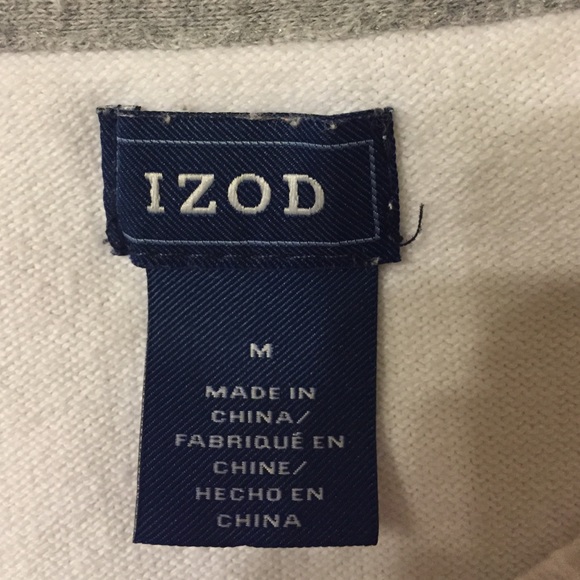 IZOD
M
MADE IN
CHINA/
FABRIQUÉ EN
CHINE/
HECHO EN
CHINA